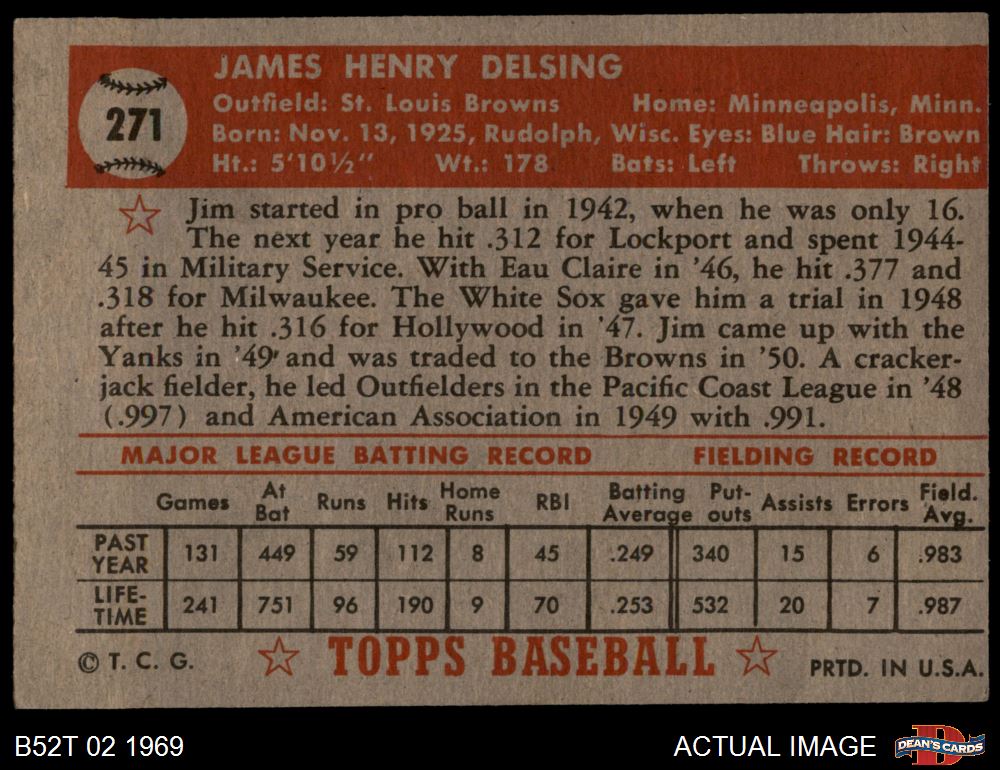 JAMES HENRY DELSING
271
Outfield: St. Louis Browns Home: Minneapolis, Minn.
Born: Nov. 13, 1925, Rudolph, Wisc. Eyes: Blue Hair: Brown
Ht.: 5'10½" Wt.: 178 Bats: Left Throws: Right
Jim started in pro ball in 1942, when he was only 16.
The next year he hit .312 for Lockport and spent 1944-
45 in Military Service. With Eau Claire in '46, he hit .377 and
.318 for Milwaukee. The White Sox gave him a trial in 1948
after he hit .316 for Hollywood in '47. Jim came up with the
Yanks in '49 and was traded to the Browns in '50. A cracker-
jack fielder, he led Outfielders in the Pacific Coast League in '48
(.997) and American Association in 1949 with .991.
MAJOR LEAGUE BATTING RECORD FIELDING RECORD
Games At Bat Runs Hits Home Runs RBI Batting Average Put-outs Assists Errors Field. Avg.
PAST YEAR 131 449 59 112 8 45 .249 340 15 6 .983
LIFE-TIME 241 751 96 190 9 70 .253 532 20 7 .987
© T. C. G. TOPPS BASEBALL PRTD. IN U.S.A.
B52T 02 1969 ACTUAL IMAGE D DEAN'S CARDS